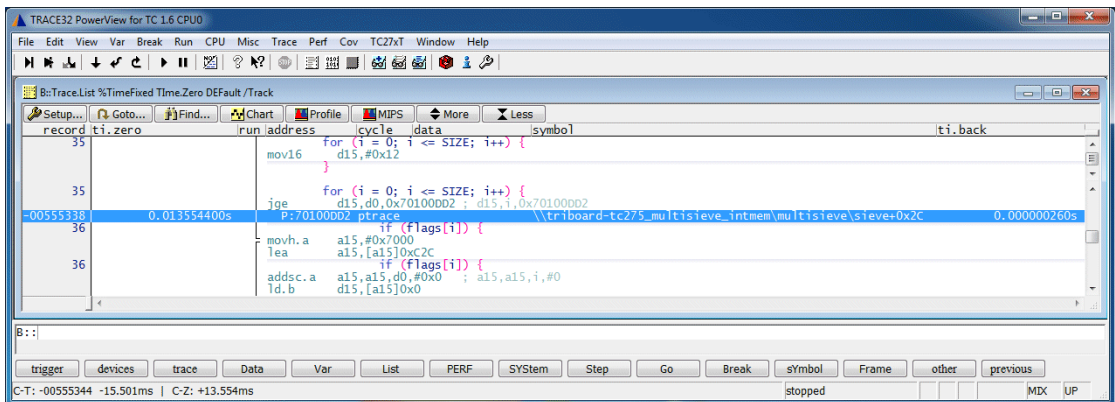 TRACE32 PowerView for TC 1.6 CPU0
File Edit View Var Break Run CPU Misc Trace Perf Cov TC27xT Window Help
B::Trace.List %TimeFixed TIme.Zero DEFault /Track
Setup... Goto... Find... Chart Profile MIPS More Less
record ti.zero run address cycle data symbol ti.back
35 for (i = 0; i <= SIZE; i++) {
mov16 d15,#0x12
}
35 for (i = 0; i <= SIZE; i++) {
jge d15,d0,0x70100DD2 ; d15,i,0x70100DD2
-00555338 0.013554400s P:70100DD2 ptrace \\triboard-tc275_multisieve_intmem\multisieve\sieve+0x2C 0.000000260s
36 if (flags[i]) {
movh.a a15,#0x7000
lea a15,[a15]0xC2C
36 if (flags[i]) {
addsc.a a15,a15,d0,#0x0 ; a15,a15,i,#0
ld.b d15,[a15]0x0
B::
trigger devices trace Data Var List PERF SYStem Step Go Break sYmbol Frame other previous
C-T: -00555344 -15.501ms | C-Z: +13.554ms stopped MIX UP